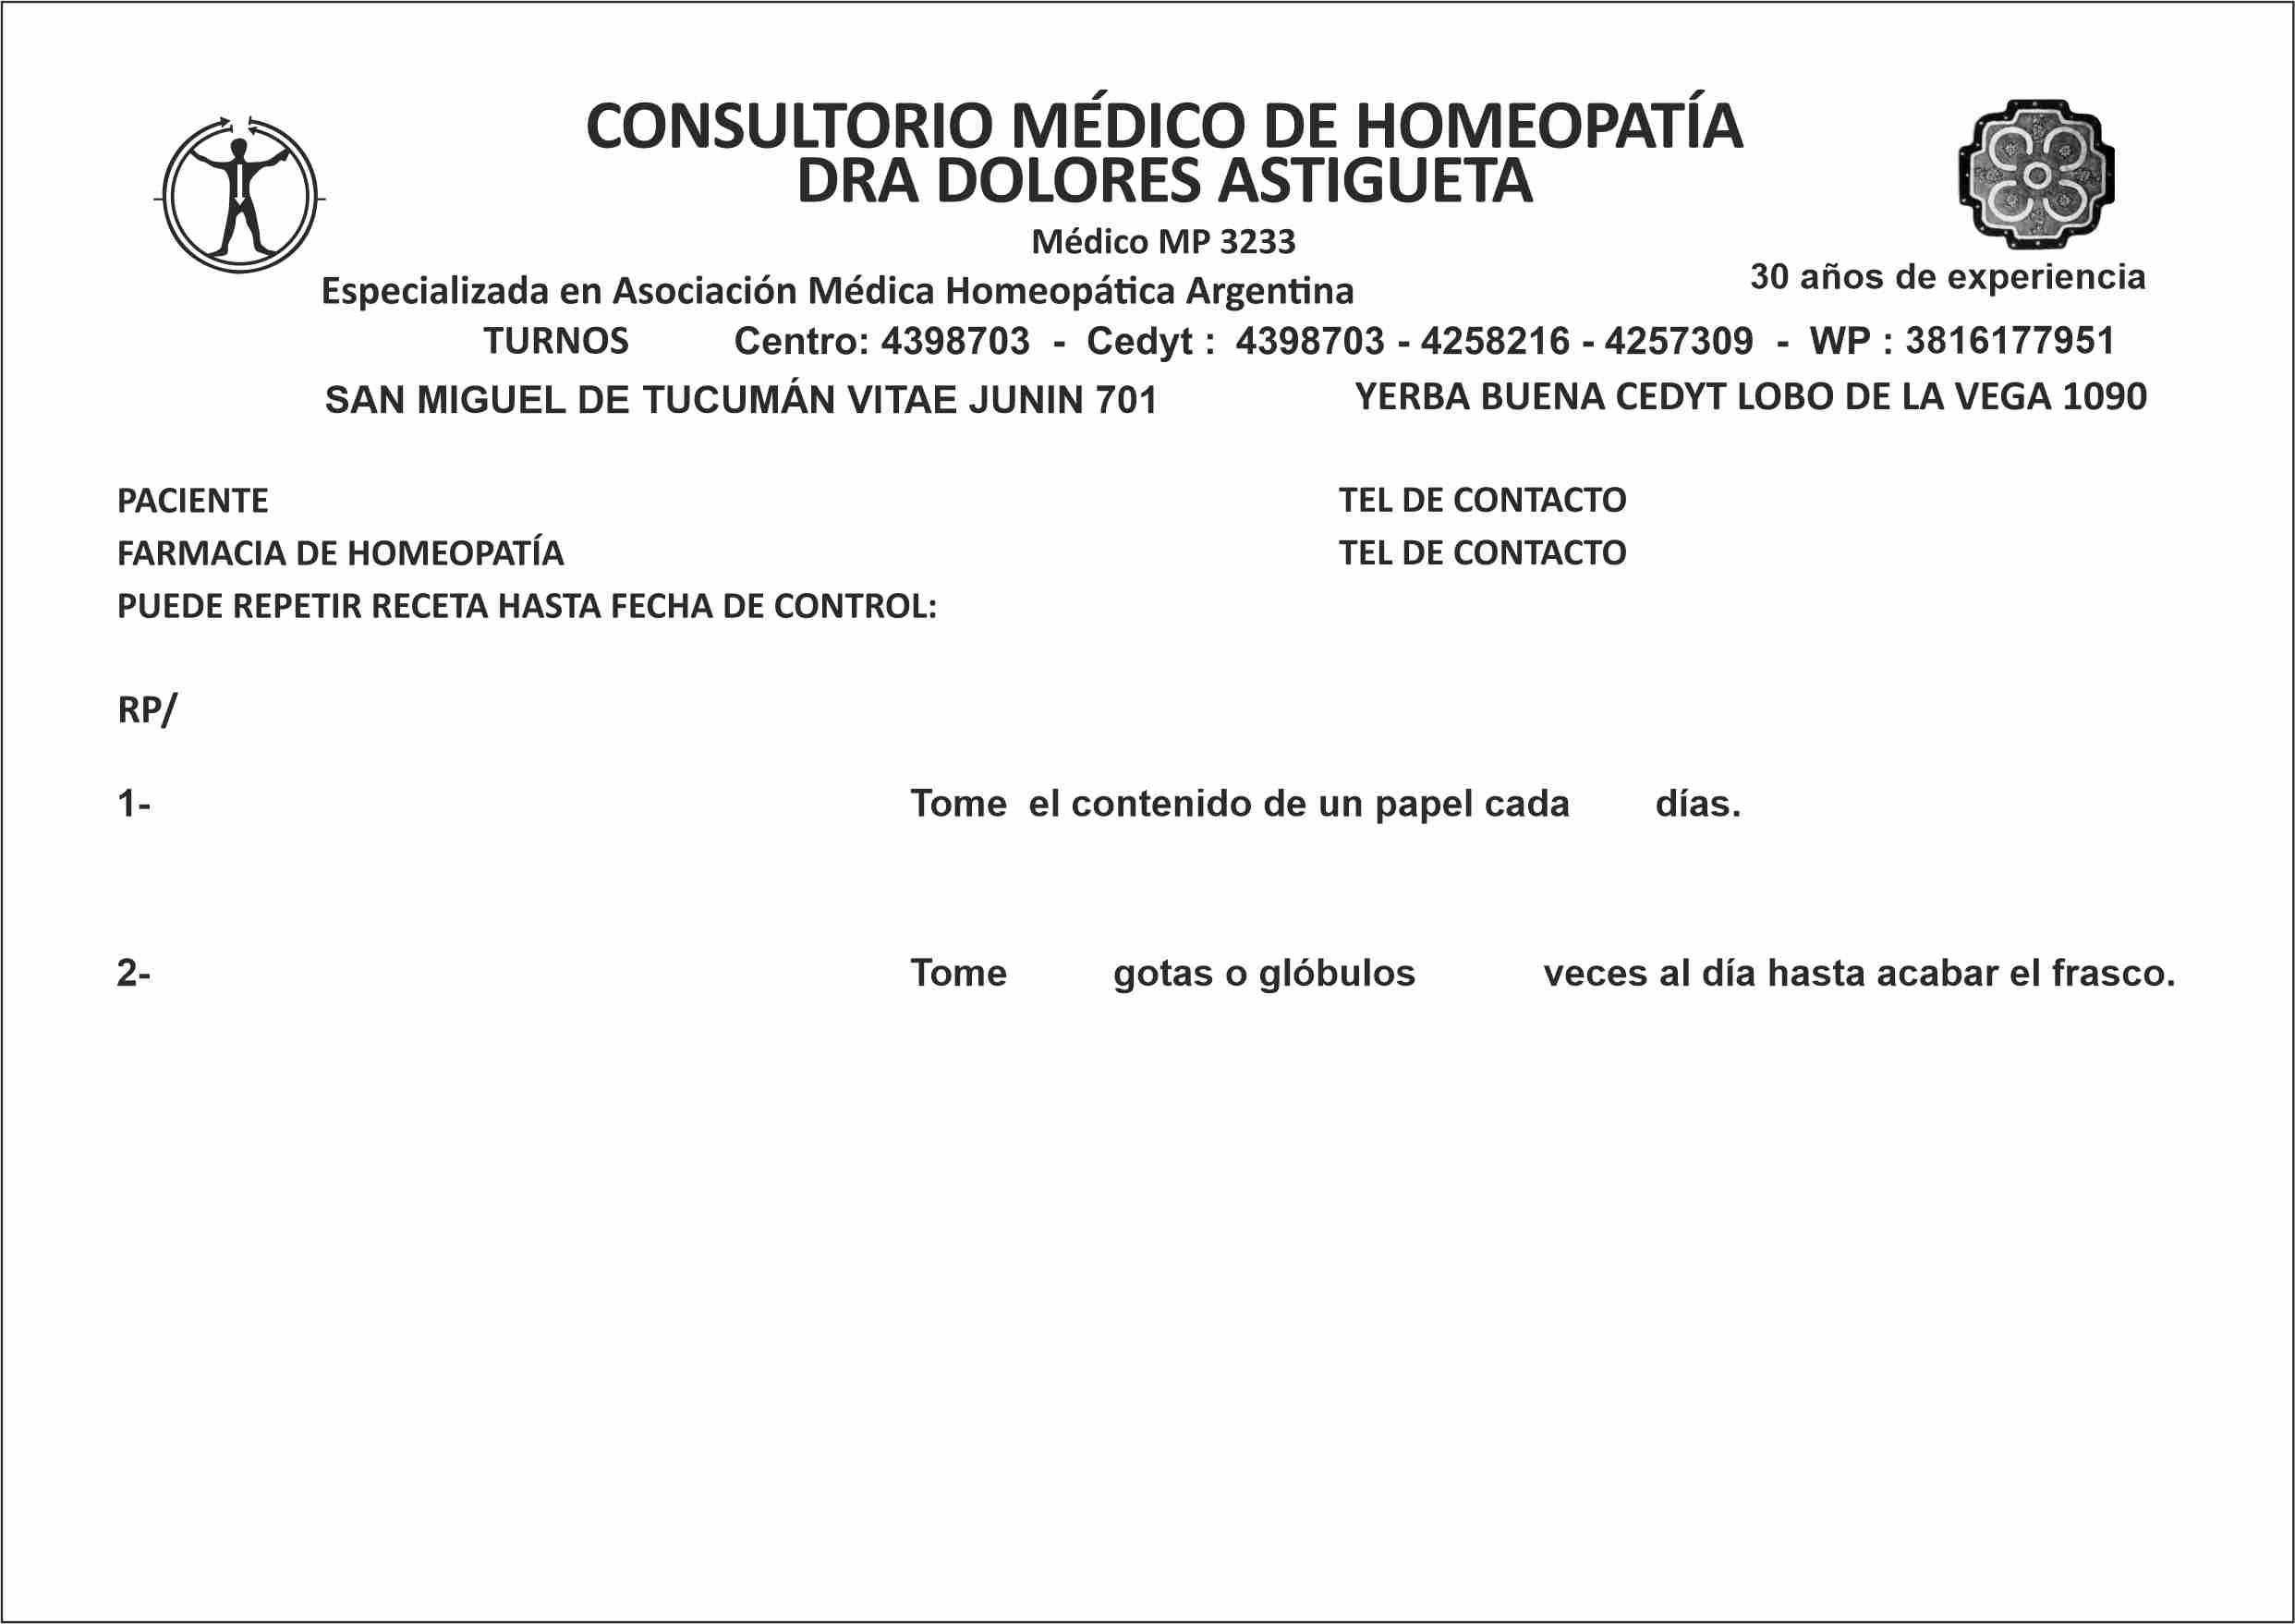 CONSULTORIO MÉDICO DE HOMEOPATÍA
DRA DOLORES ASTIGUETA
Médico MP 3233
Especializada en Asociación Médica Homeopática Argentina
30 años de experiencia
TURNOS Centro: 4398703 - Cedyt : 4398703 - 4258216 - 4257309 - WP : 3816177951
SAN MIGUEL DE TUCUMÁN VITAE JUNIN 701 YERBA BUENA CEDYT LOBO DE LA VEGA 1090
PACIENTE TEL DE CONTACTO
FARMACIA DE HOMEOPATÍA TEL DE CONTACTO
PUEDE REPETIR RECETA HASTA FECHA DE CONTROL:
RP/
1- Tome el contenido de un papel cada días.
2- Tome gotas o glóbulos veces al día hasta acabar el frasco.